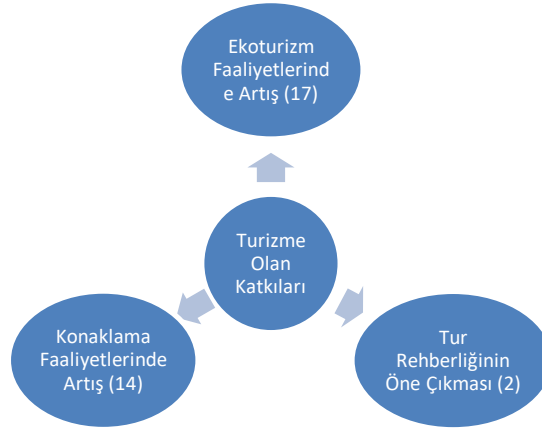 Ekoturizm
Faaliyetlerind
e Artış (17)
Turizme
Olan
Katkıları
Konaklama
Faaliyetlerinde
Artış (14)
Tur
Rehberliğinin
Öne Çıkması (2)